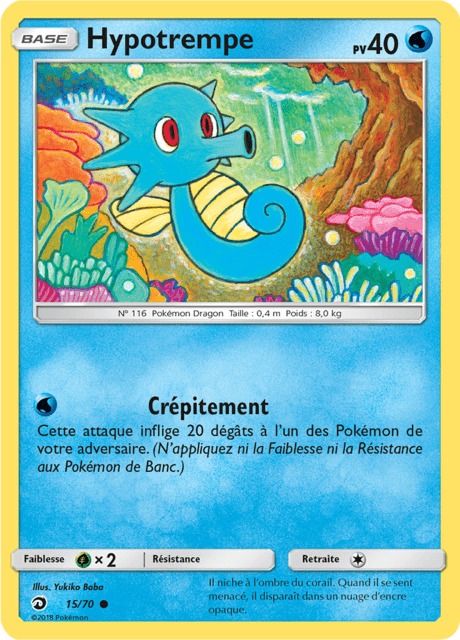 BASE Hypotrempe PV40
N° 116 Pokémon Dragon Taille : 0,4 m Poids : 8,0 kg
Crépitement
Cette attaque inflige 20 dégâts à l'un des Pokémon de
votre adversaire. (N'appliquez ni la Faiblesse ni la Résistance
aux Pokémon de Banc.)
Faiblesse ×2 Résistance Retraite
Illus. Yukiko Baba
15/70
©2018 Pokémon
Il niche à l'ombre du corail. Quand il se sent
menacé, il disparaît dans un nuage d'encre
opaque.